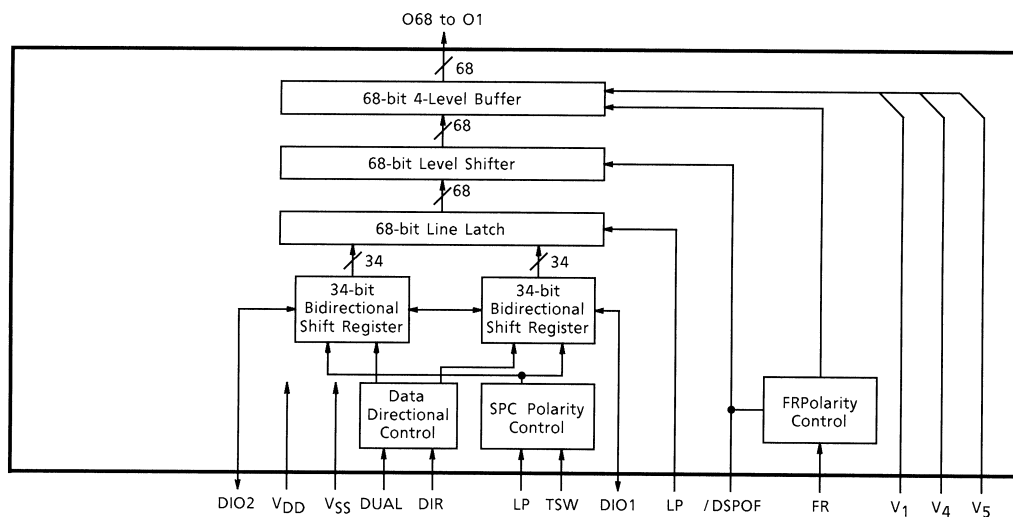 O68 to O1
68
68-bit 4-Level Buffer
68
68-bit Level Shifter
68
68-bit Line Latch
34
34
34-bit
Bidirectional
Shift Register
34-bit
Bidirectional
Shift Register
Data
Directional
Control
SPC Polarity
Control
FRPolarity
Control
DIO2
VDD
VSS
DUAL
DIR
LP
TSW
DIO1
LP
/DSPOF
FR
V1
V4
V5